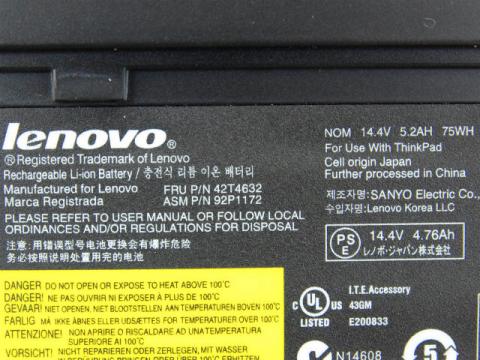 lenovo®
®Registered Trademark of Lenovo
Rechargeable Li-ion Battery / 충전식 리튬 이온 배터리
Manufactured for Lenovo FRU P/N 42T4632
Marca Registrada ASM P/N 92P1172
PLEASE REFER TO USER MANUAL OR FOLLOW LOCAL
ORDINANCES AND/OR REGULATIONS FOR DISPOSAL
注意:用错误型号电池更换会有爆炸危险
务必按照说明处置用完的电池
NOM 14.4V 5.2AH 75WH
For Use With ThinkPad
Cell origin Japan
Further processed in China
제조자명:SANYO Electric Co.,
수입자명:Lenovo Korea LLC
PS
E
14.4V 4.76Ah
レノボ・ジャパン株式会社
DANGER DO NOT OPEN OR EXPOSE TO HEAT ABOVE 100°C
DANGER! NE PAS OUVRIR NI EXPOSER À PLUS DE 100°C
GEVAAR! NIET OPENEN, NIET BLOOTSTELLEN AAN TEMPERATUREN BOVEN 100°C
FARLIG MÅ IKKE ÅBNES ELLER UDSÆTTES FOR TEMPERATURER OVER 100°C
ATTENZIONE! NON APRIRE O RISCALDARE AD UNA TEMPERATURA
SUPERIORE AI 100°C
VORSICHT! NICHT REPARIEREN ODER ZERLEGEN, MIT
c UL US
LISTED
I.T.E. Accessory
43GM
E200833
N14608
5